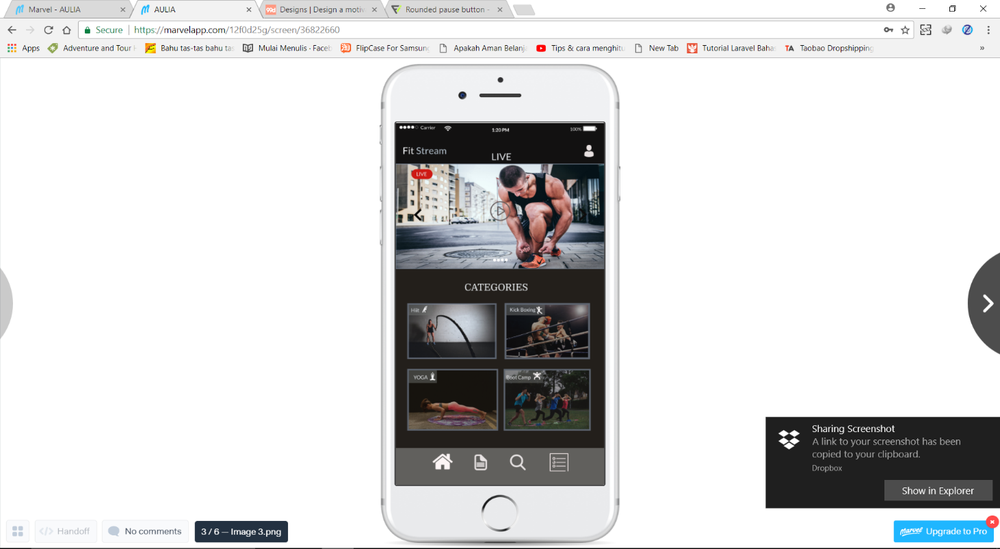 Marvel - AULIA
AULIA
Designs | Design a motiv
Rounded pause button -
Secure
https://marvelapp.com/12f0d25g/screen/36822660
Apps
Adventure and Tour H
Bahu tas-tas bahu tas
Mulai Menulis - Faceb
FlipCase For Samsung
Apakah Aman Belanja
Tips & cara menghitu
New Tab
Tutorial Laravel Bahas
TA
Taobao Dropshipping
»
Carrier
1:20 PM
100%
Fit Stream
LIVE
LIVE
CATEGORIES
Hiit
Kick Boxing
YOGA
Boot Camp
Sharing Screenshot
A link to your screenshot has been
copied to your clipboard.
Dropbox
Show in Explorer
</> Handoff
No comments
3 / 6 — Image 3.png
Marvel Upgrade to Pro